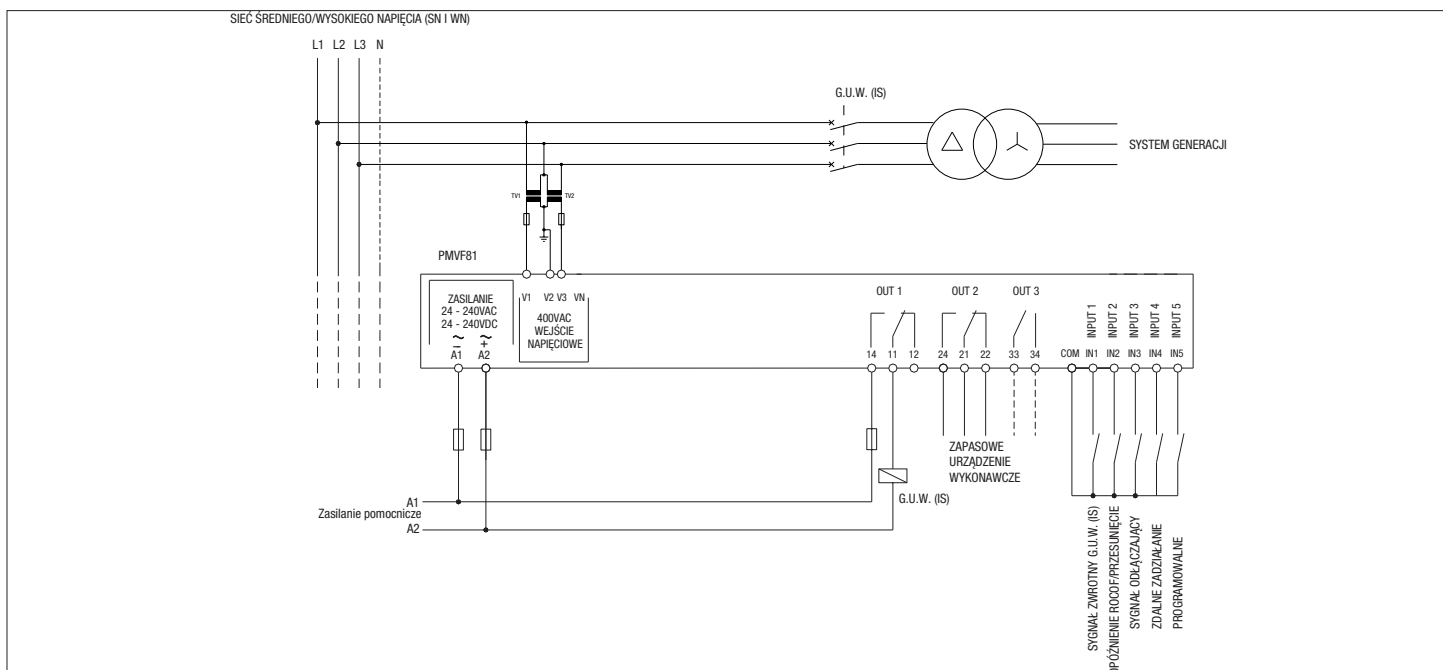 SIEĆ ŚREDNIEGO/WYSOKIEGO NAPIĘCIA (SN I WN)
L1 L2 L3 N
G.U.W. (IS)
SYSTEM GENERACJI
TV1 TV2
PMVF81
ZASILANIE
24 - 240VAC
24 - 240VDC
A1 A2
V1 V2 V3 VN
400VAC
WEJŚCIE
NAPIĘCIOWE
OUT 1 OUT 2 OUT 3
INPUT 1
INPUT 2
INPUT 3
INPUT 4
INPUT 5
14 11 12 24 21 22 33 34 COM IN1 IN2 IN3 IN4 IN5
ZAPASOWE
URZĄDZENIE
WYKONAWCZE
G.U.W. (IS)
A1
Zasilanie pomocnicze
A2
SYGNAŁ ZWROTNY G.U.W. (IS)
OPÓŹNIENIE ROCOF/PRZESUNIĘCIE
SYGNAŁ ODŁĄCZAJĄCY
ZDALNE ZADZIAŁANIE
PROGRAMOWALNE